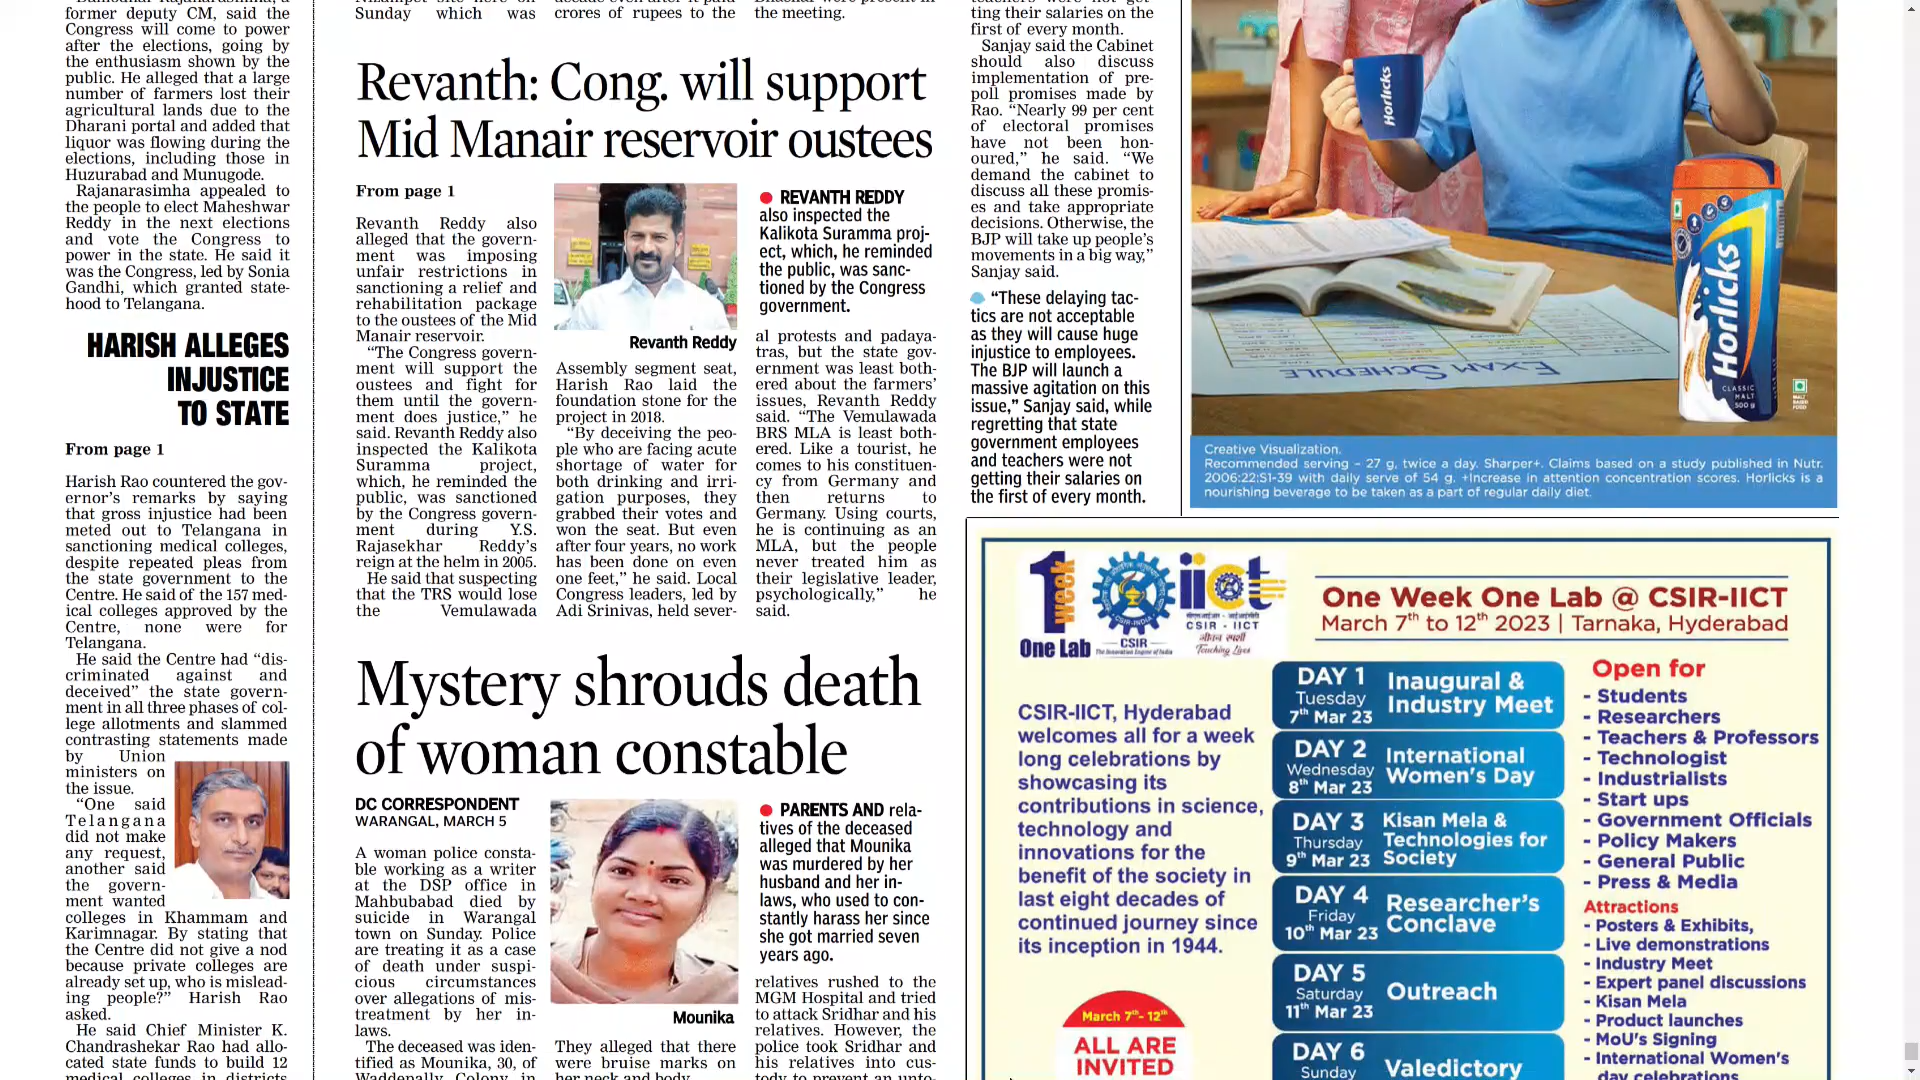 former deputy CM, said the
Congress will come to power
after the elections, going by
the enthusiasm shown by the
public. He alleged that a large
number of farmers lost their
agricultural lands due to the
Dharani portal and added that
liquor was flowing during the
elections, including those in
Huzurabad and Munugode.
Rajanarasimha appealed to
the people to elect Maheshwar
Reddy in the next elections
and vote the Congress to
power in the state. He said it
was the Congress, led by Sonia
Gandhi, which granted state-
hood to Telangana.
HARISH ALLEGES
INJUSTICE
TO STATE
From page 1
Harish Rao countered the gov-
ernor's remarks by saying
that gross injustice had been
meted out to Telangana in
sanctioning medical colleges,
despite repeated pleas from
the state government to the
Centre. He said of the 157 med-
ical colleges approved by the
Centre, none were for
Telangana.
He said the Centre had "dis-
criminated against and
deceived" the state govern-
ment in all three phases of col-
lege allotments and slammed
contrasting statements made
by Union
ministers on
the issue.
"One said
Telangana
did not make
any request,
another said
the govern-
ment wanted
colleges in Khammam and
Karimnagar. By stating that
the Centre did not give a nod
because private colleges are
already set up, who is mislead-
ing people?" Harish Rao
asked.
He said Chief Minister K.
Chandrashekar Rao had allo-
cated state funds to build 12
medical colleges in districts
Sunday which was
crores of rupees to the
the meeting.
Revanth: Cong. will support
Mid Manair reservoir oustees
From page 1
Revanth Reddy also
alleged that the govern-
ment was imposing
unfair restrictions in
sanctioning a relief and
rehabilitation package
to the oustees of the Mid
Manair reservoir.
"The Congress govern-
ment will support the
oustees and fight for
them until the govern-
ment does justice," he
said. Revanth Reddy also
inspected the Kalikota
Suramma project,
which, he reminded the
public, was sanctioned
by the Congress govern-
ment during Y.S.
Rajasekhar Reddy's
reign at the helm in 2005.
He said that suspecting
that the TRS would lose
the Vemulawada
Revanth Reddy
Assembly segment seat,
Harish Rao laid the
foundation stone for the
project in 2018.
"By deceiving the peo-
ple who are facing acute
shortage of water for
both drinking and irri-
gation purposes, they
grabbed their votes and
won the seat. But even
after four years, no work
has been done on even
one feet," he said. Local
Congress leaders, led by
Adi Srinivas, held sever-
● REVANTH REDDY
also inspected the
Kalikota Suramma proj-
ect, which, he reminded
the public, was sanc-
tioned by the Congress
government.
al protests and padaya-
tras, but the state gov-
ernment was least both-
ered about the farmers'
issues, Revanth Reddy
said. "The Vemulawada
BRS MLA is least both-
ered. Like a tourist, he
comes to his constituen-
cy from Germany and
then returns to
Germany. Using courts,
he is continuing as an
MLA, but the people
never treated him as
their legislative leader,
psychologically," he
said.
Mystery shrouds death
of woman constable
DC CORRESPONDENT
WARANGAL, MARCH 5
A woman police consta-
ble working as a writer
at the DSP office in
Mahbubabad died by
suicide in Warangal
town on Sunday. Police
are treating it as a case
of death under suspi-
cious circumstances
over allegations of mis-
treatment by her in-
laws.
The deceased was iden-
tified as Mounika, 30, of
Waddepally Colony in
Mounika
They alleged that there
were bruise marks on
her neck and body.
● PARENTS AND rela-
tives of the deceased
alleged that Mounika
was murdered by her
husband and her in-
laws, who used to con-
stantly harass her since
she got married seven
years ago.
relatives rushed to the
MGM Hospital and tried
to attack Sridhar and his
relatives. However, the
police took Sridhar and
his relatives into cus-
tody to prevent an unto-
ting their salaries on the
first of every month.
Sanjay said the Cabinet
should also discuss
implementation of pre-
poll promises made by
Rao. "Nearly 99 per cent
of electoral promises
have not been hon-
oured," he said. "We
demand the cabinet to
discuss all these promis-
es and take appropriate
decisions. Otherwise, the
BJP will take up people's
movements in a big way,"
Sanjay said.
"These delaying tac-
tics are not acceptable
as they will cause huge
injustice to employees.
The BJP will launch a
massive agitation on this
issue," Sanjay said, while
regretting that state
government employees
and teachers were not
getting their salaries on
the first of every month.
Horlicks
EXAM SCHEDULE
Horlicks
CLASSIC
MALT
500 g
MALT
BASED
FOOD
Creative Visualization.
Recommended serving – 27 g, twice a day. Sharper+. Claims based on a study published in Nutr.
2006:22:S1-39 with daily serve of 54 g. +Increase in attention concentration scores. Horlicks is a
nourishing beverage to be taken as a part of regular daily diet.
1 week
One Lab
CSIR-INDIA
CSIR
The Innovation Engine of India
iict
CSIR - IICT
Touching Lives
One Week One Lab @ CSIR-IICT
March 7th to 12th 2023 | Tarnaka, Hyderabad
CSIR-IICT, Hyderabad
welcomes all for a week
long celebrations by
showcasing its
contributions in science,
technology and
innovations for the
benefit of the society in
last eight decades of
continued journey since
its inception in 1944.
March 7th- 12th
ALL ARE
INVITED
DAY 1
Tuesday
7th Mar 23
Inaugural &
Industry Meet
DAY 2
Wednesday
8th Mar 23
International
Women's Day
DAY 3
Thursday
9th Mar 23
Kisan Mela &
Technologies for
Society
DAY 4
Friday
10th Mar 23
Researcher's
Conclave
DAY 5
Saturday
11th Mar 23
Outreach
DAY 6
Sunday
Valedictory
Open for
- Students
- Researchers
- Teachers & Professors
- Technologist
- Industrialists
- Start ups
- Government Officials
- Policy Makers
- General Public
- Press & Media
Attractions
- Posters & Exhibits,
- Live demonstrations
- Industry Meet
- Expert panel discussions
- Kisan Mela
- Product launches
- MoU's Signing
- International Women's
day celebrations